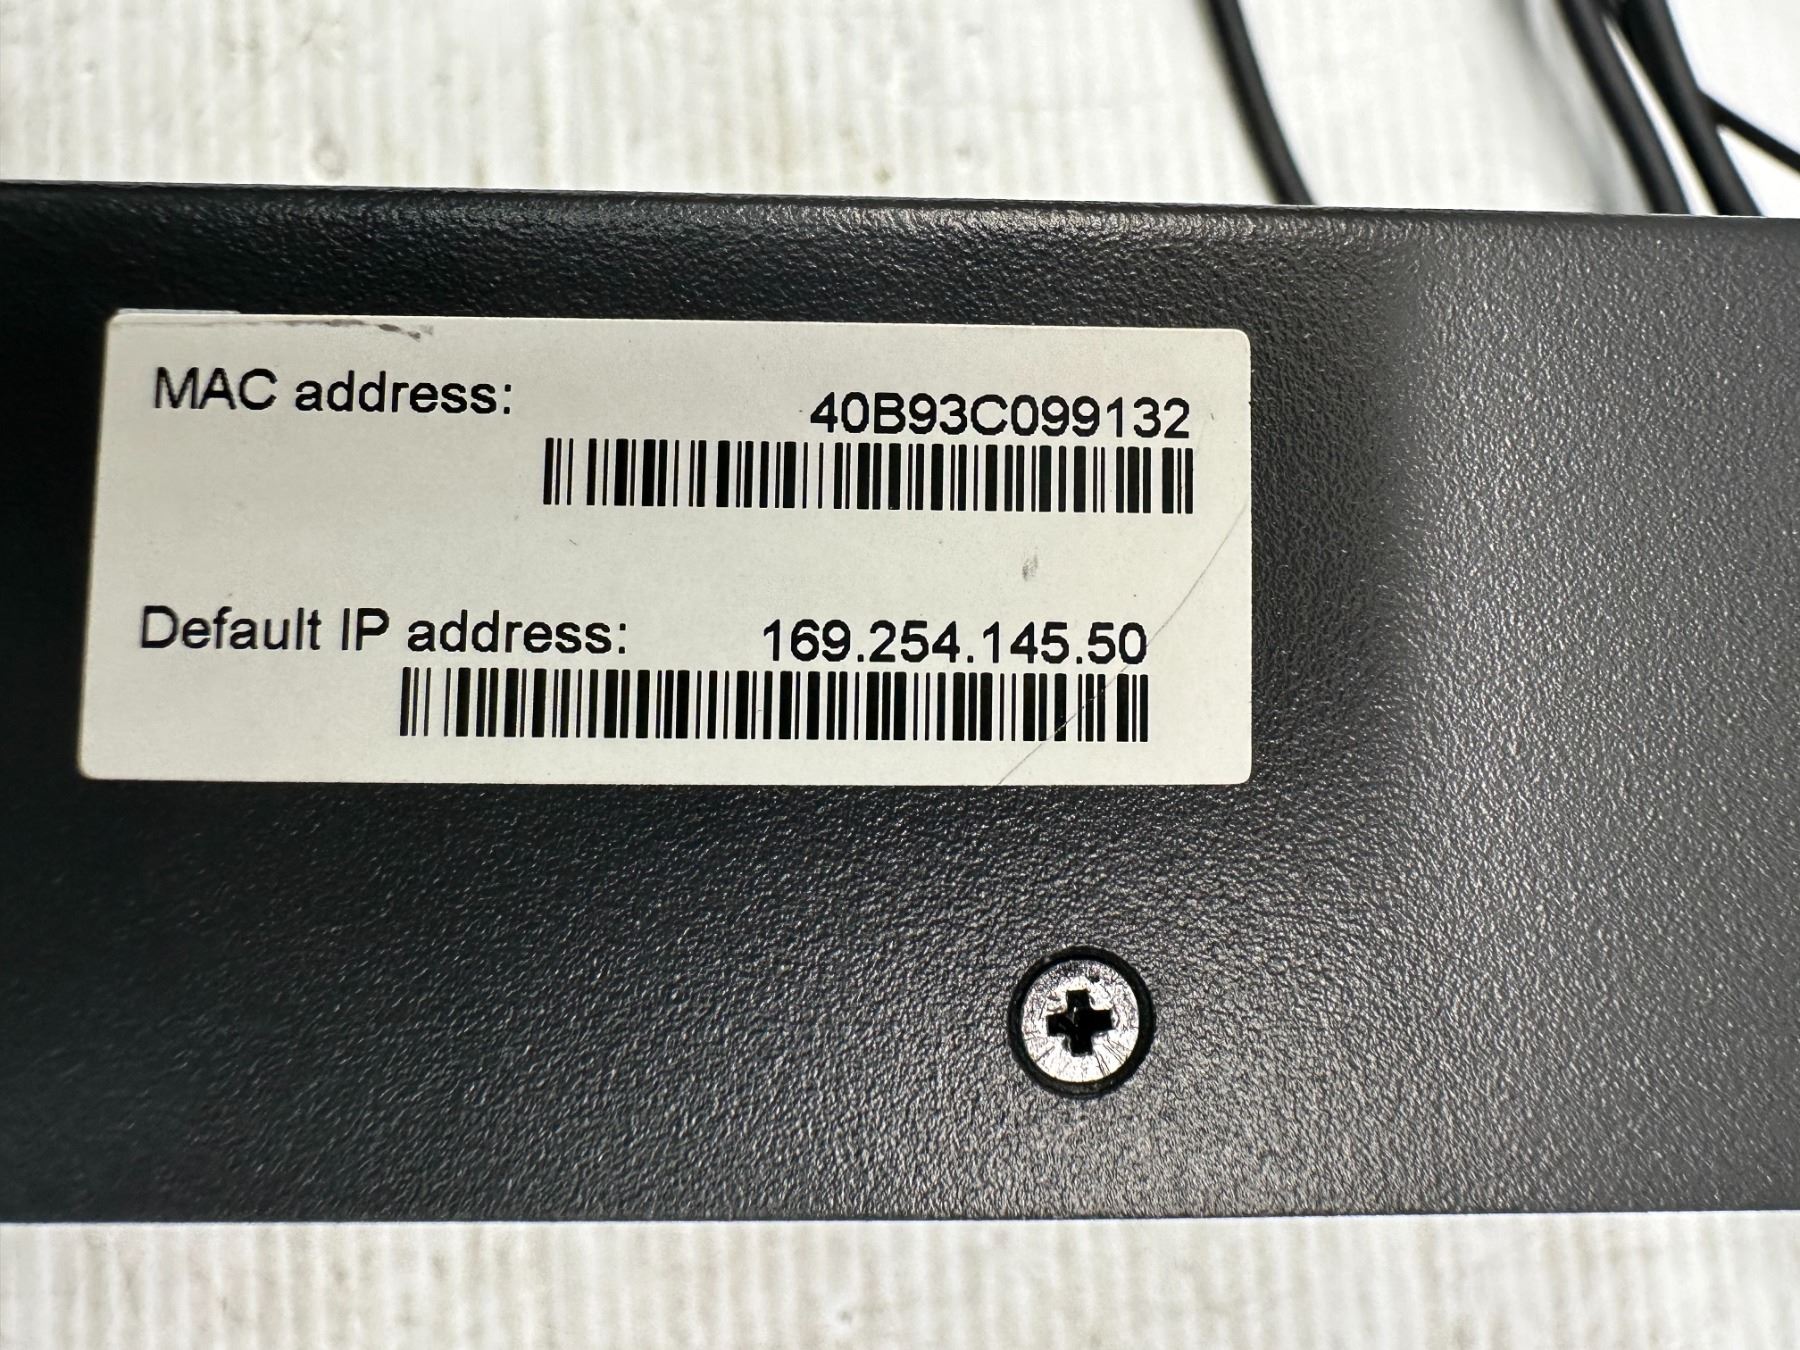 MAC address:
40B93C099132
Default IP address: 169.254.145.50